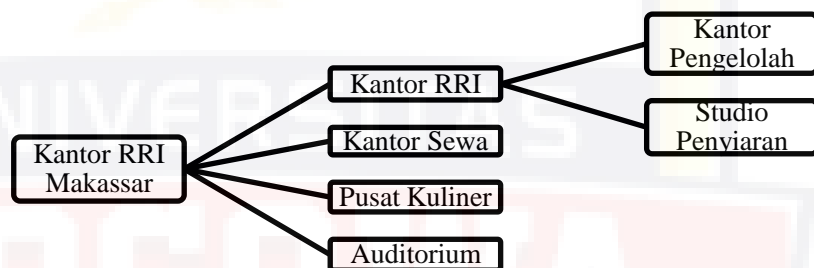 Kantor
Pengelolah
Kantor RRI
Studio
Penyiaran
Kantor Sewa
Kantor RRI
Makassar
Pusat Kuliner
Auditorium